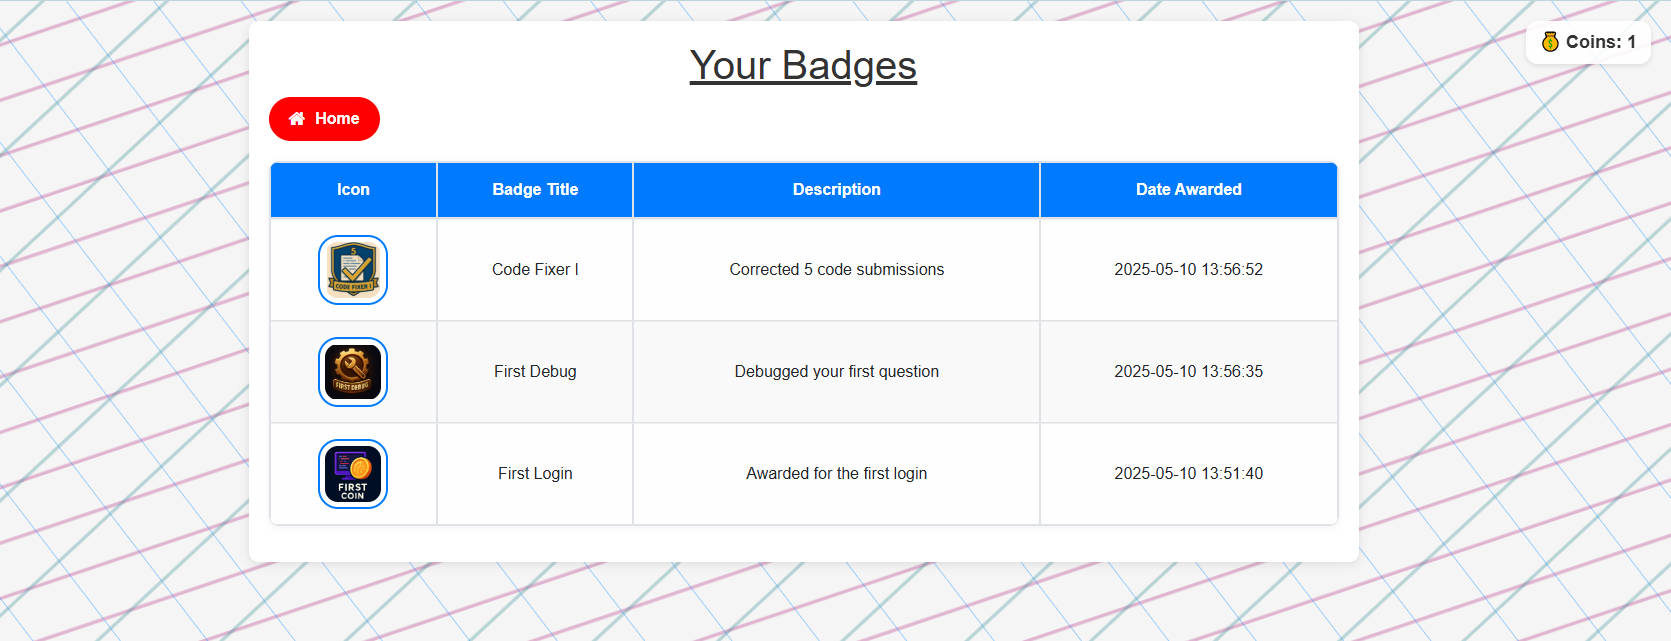 Your Badges
Coins: 1
Home
Icon Badge Title Description Date Awarded
5
CODE FIXER I
Code Fixer I Corrected 5 code submissions 2025-05-10 13:56:52
FIRST DEBUG
First Debug Debugged your first question 2025-05-10 13:56:35
FIRST
COIN
First Login Awarded for the first login 2025-05-10 13:51:40